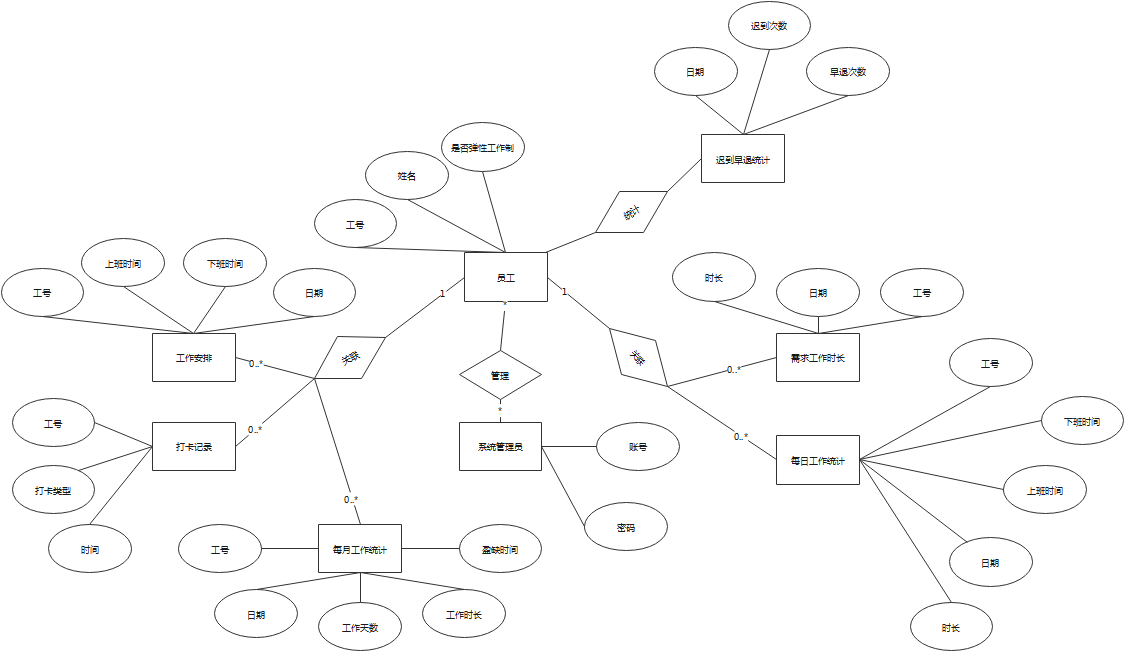 迟到次数
日期
早退次数
迟到早退统计
是否弹性工作制
姓名
工号
统计
员工
上班时间
下班时间
工号
日期
工作安排
1
1
时长
日期
工号
需求工作时长
关联
关联
0..*
0..*
*
管理
*
工号
打卡记录
0..*
打卡类型
时间
系统管理员
账号
密码
工号
下班时间
0..*
每日工作统计
上班时间
日期
时长
0..*
工号
每月工作统计
盈缺时间
日期
工作天数
工作时长